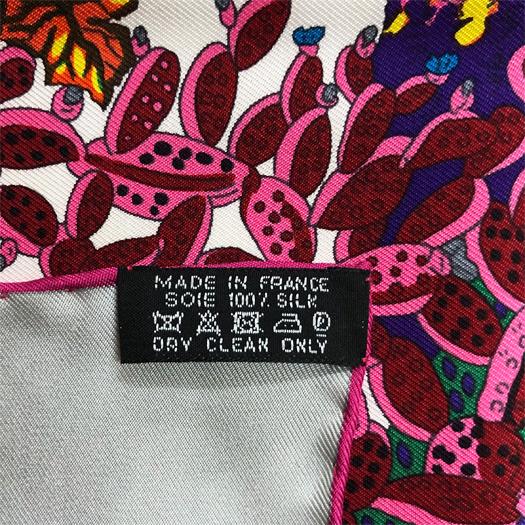 MADE IN FRANCE
SOIE 100% SILK
P
DRY CLEAN ONLY